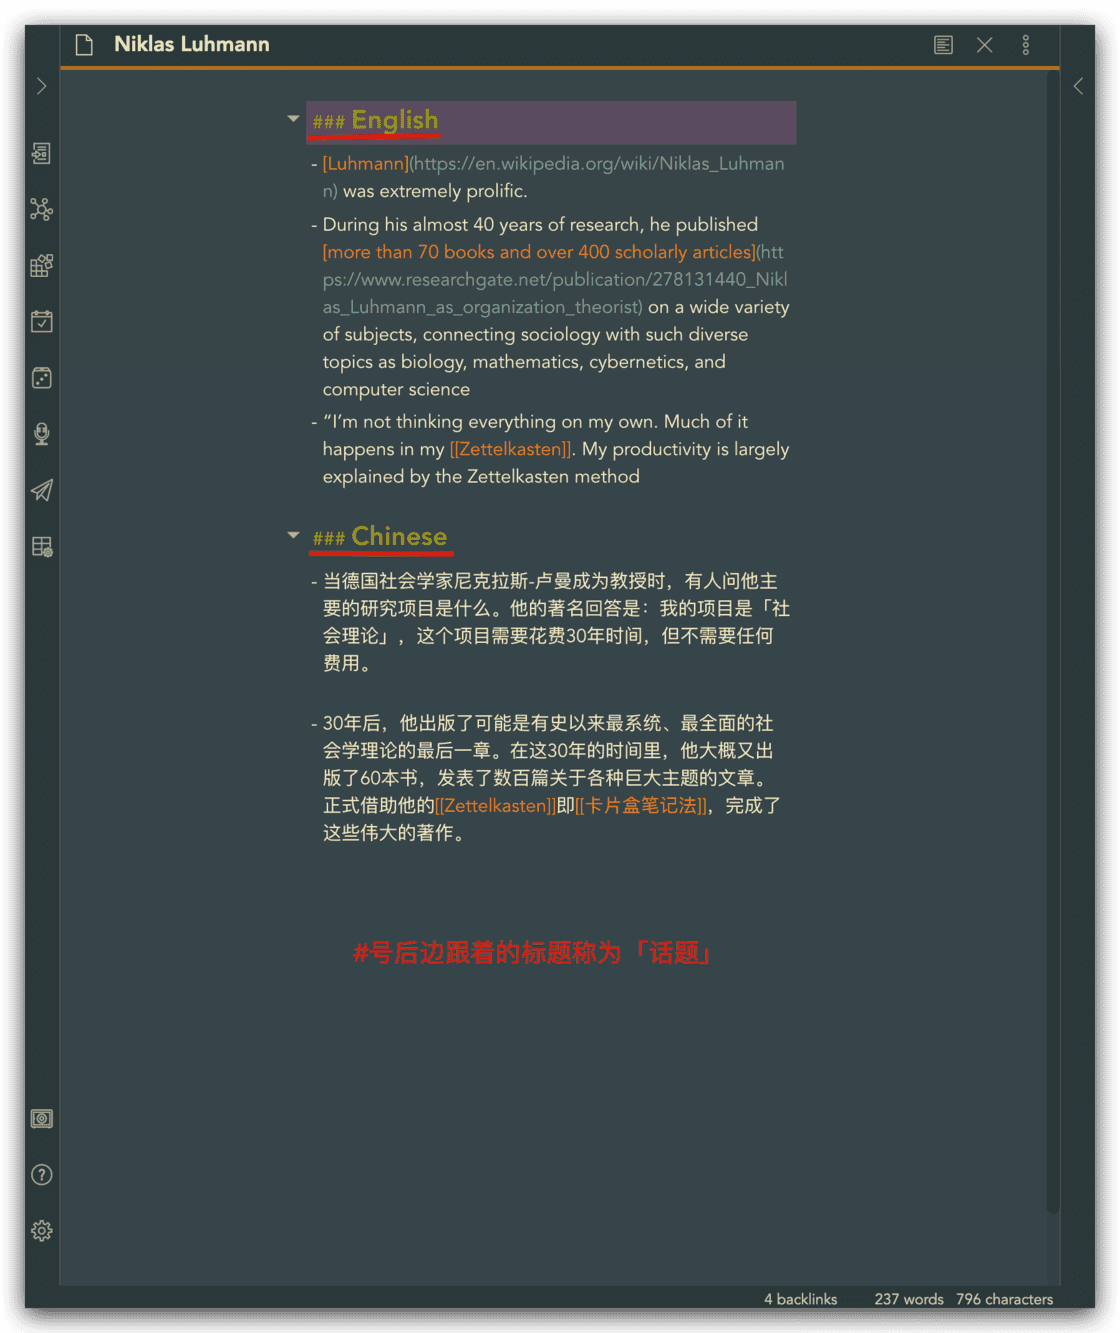 Niklas Luhmann
### English
- [Luhmann](https://en.wikipedia.org/wiki/Niklas_Luhman
n) was extremely prolific.
- During his almost 40 years of research, he published
[more than 70 books and over 400 scholarly articles](htt
ps://www.researchgate.net/publication/278131440_Nikl
as_Luhmann_as_organization_theorist) on a wide variety
of subjects, connecting sociology with such diverse
topics as biology, mathematics, cybernetics, and
computer science
- “I’m not thinking everything on my own. Much of it
happens in my [[Zettelkasten]]. My productivity is largely
explained by the Zettelkasten method
### Chinese
- 当德国社会学家尼克拉斯-卢曼成为教授时，有人问他主
要的研究项目是什么。他的著名回答是：我的项目是「社
会理论」，这个项目需要花费30年时间，但不需要任何
费用。
- 30年后，他出版了可能是有史以来最系统、最全面的社
会学理论的最后一章。在这30年的时间里，他大概又出
版了60本书，发表了数百篇关于各种巨大主题的文章。
正式借助他的[[Zettelkasten]]即[[卡片盒笔记法]]，完成了
这些伟大的著作。
#号后边跟着的标题称为「话题」
4 backlinks 237 words 796 characters